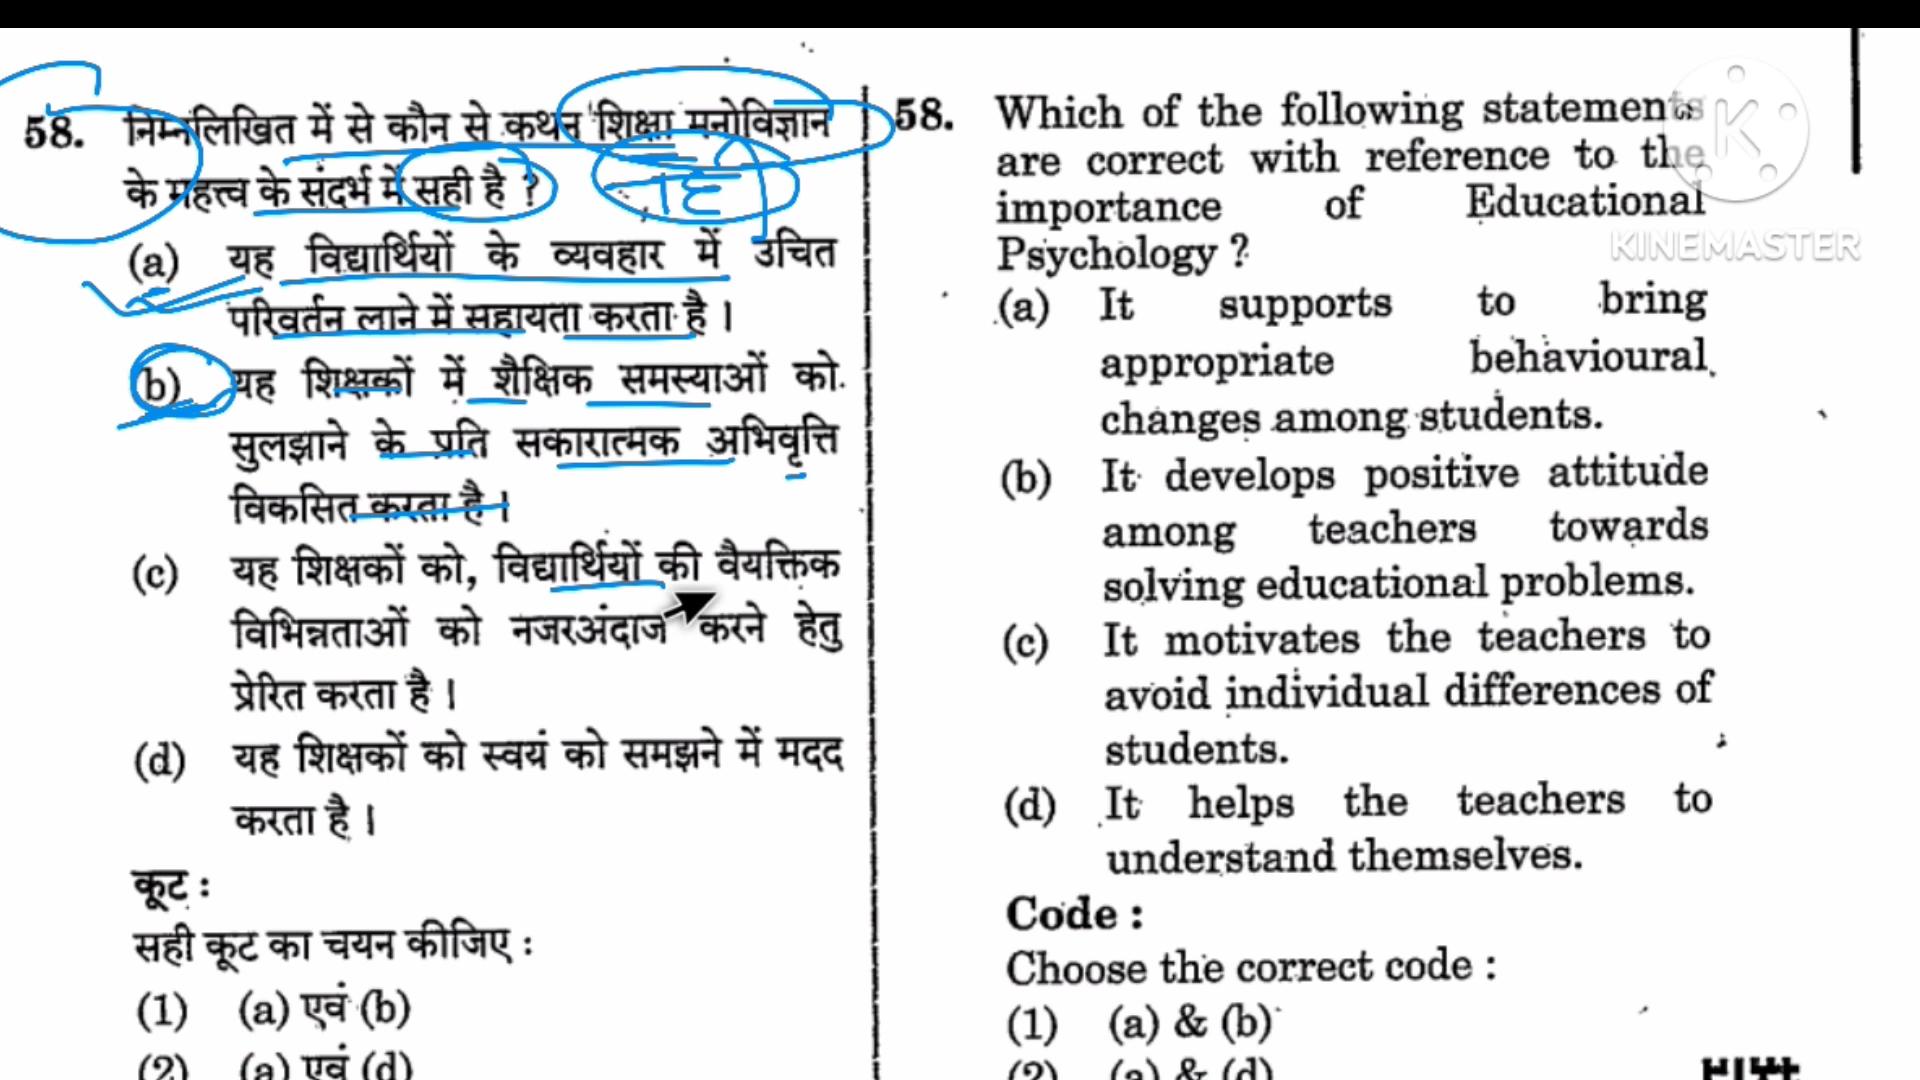 58. निम्नलिखित में से कौन से कथन शिक्षा मनोविज्ञान
के महत्त्व के संदर्भ में सही है ?
(a) यह विद्यार्थियों के व्यवहार में उचित
परिवर्तन लाने में सहायता करता है ।
b) यह शिक्षकों में शैक्षिक समस्याओं को
सुलझाने के प्रति सकारात्मक अभिवृत्ति
विकसित करता है ।
(c) यह शिक्षकों को, विद्यार्थियों की वैयक्तिक
विभिन्नताओं को नजरअंदाज करने हेतु
प्रेरित करता है ।
(d) यह शिक्षकों को स्वयं को समझने में मदद
करता है ।
कूट :
सही कूट का चयन कीजिए :
(1) (a) एवं (b)
(2) (a) एवं (d)
58. Which of the following statements
are correct with reference to the
importance of Educational
Psychology ?
(a) It supports to bring
appropriate behavioural
changes among students.
(b) It develops positive attitude
among teachers towards
solving educational problems.
(c) It motivates the teachers to
avoid individual differences of
students.
(d) It helps the teachers to
understand themselves.
Code :
Choose the correct code :
(1) (a) & (b)
(2) (a) & (d)
K
KINEMASTER